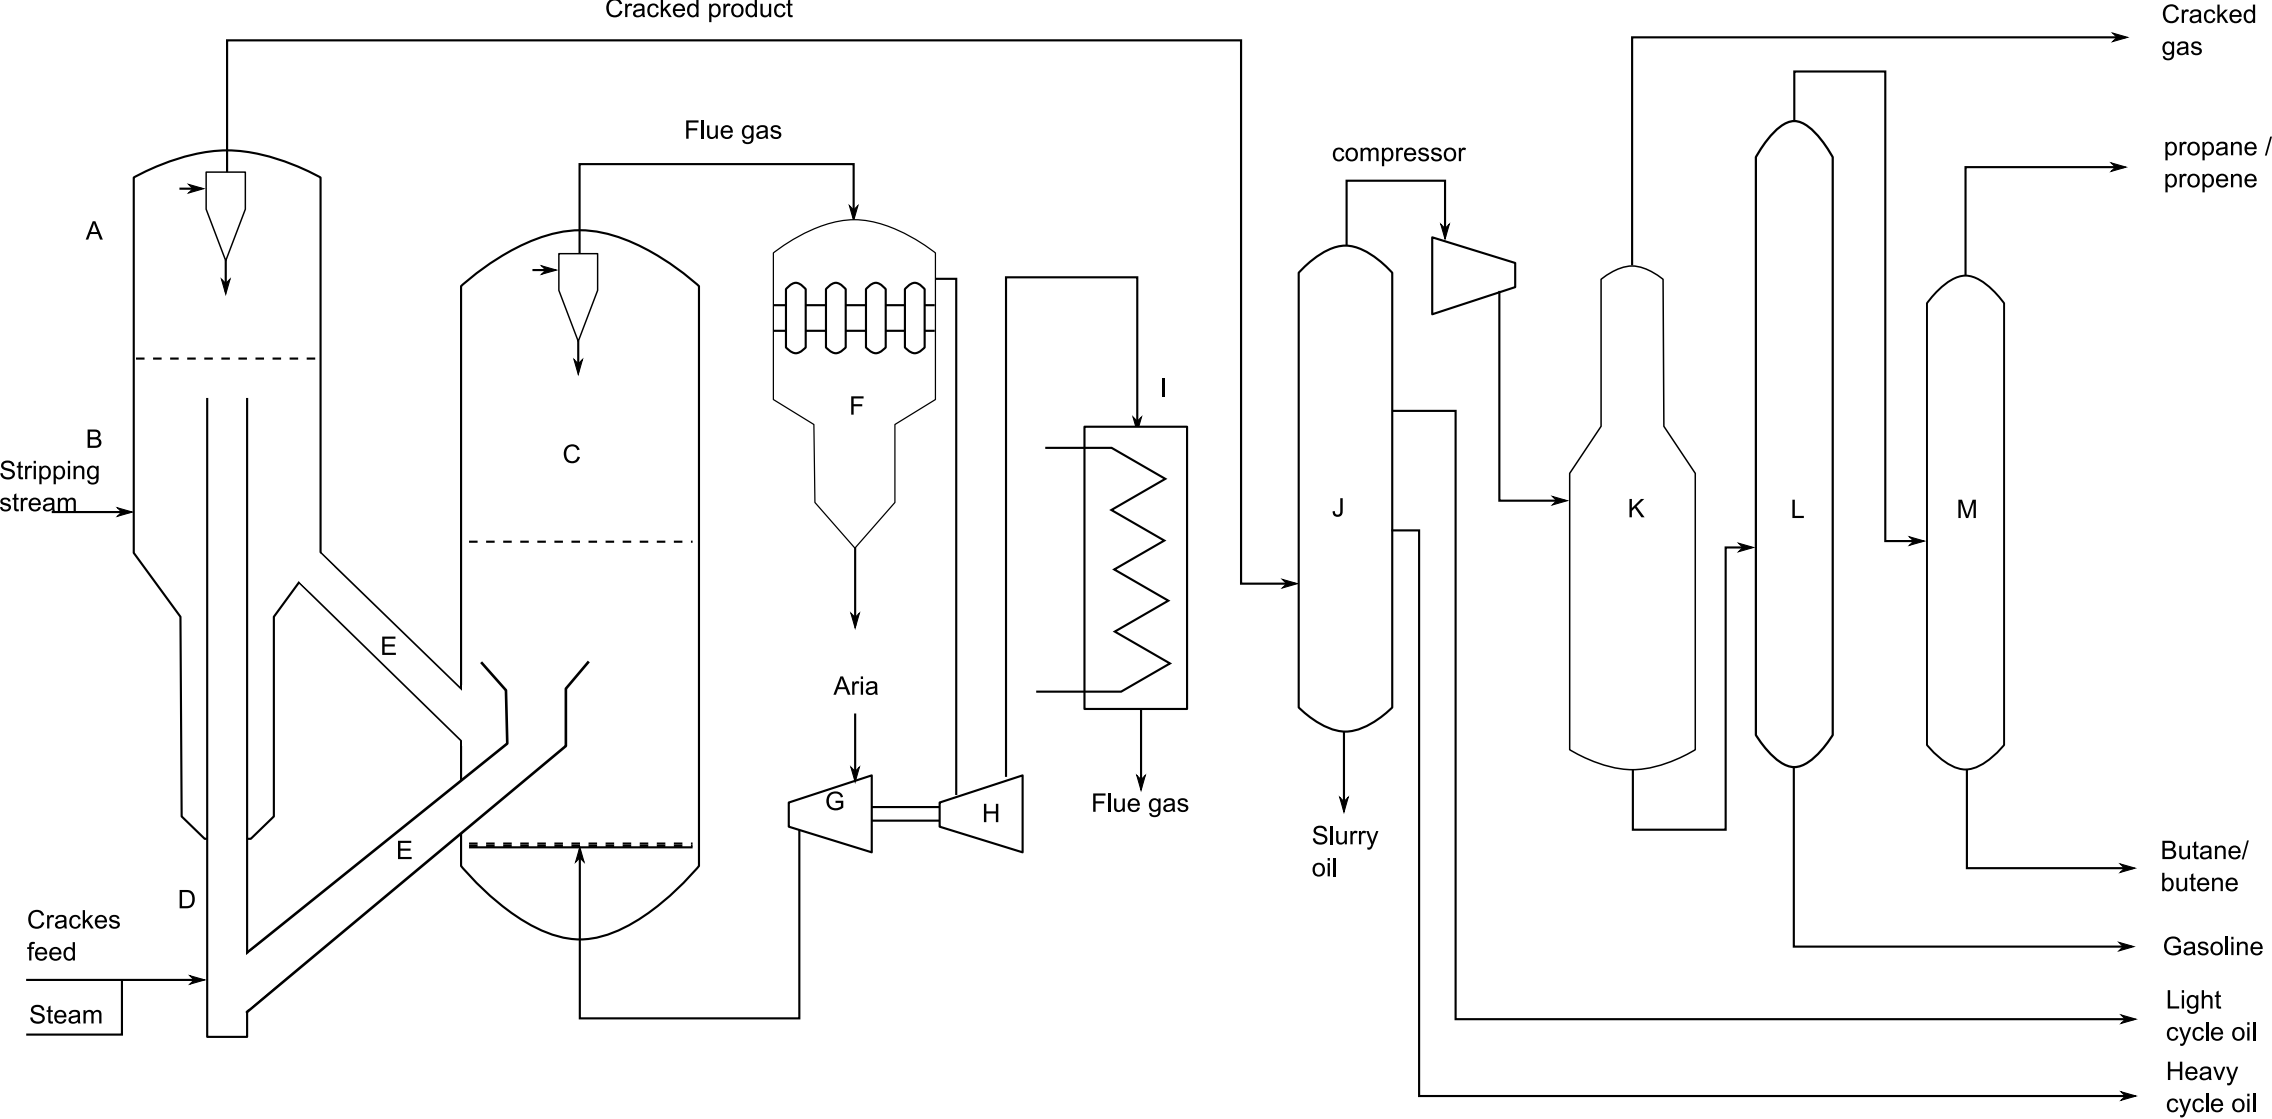 Cracked product
Cracked
gas
Flue gas
compressor
propane /
propene
A
I
F
B
C
Stripping
stream
J
K
L
M
E
Aria
G
H
Flue gas
Slurry
oil
E
Butane/
butene
D
Crackes
feed
Gasoline
Steam
Light
cycle oil
Heavy
cycle oil